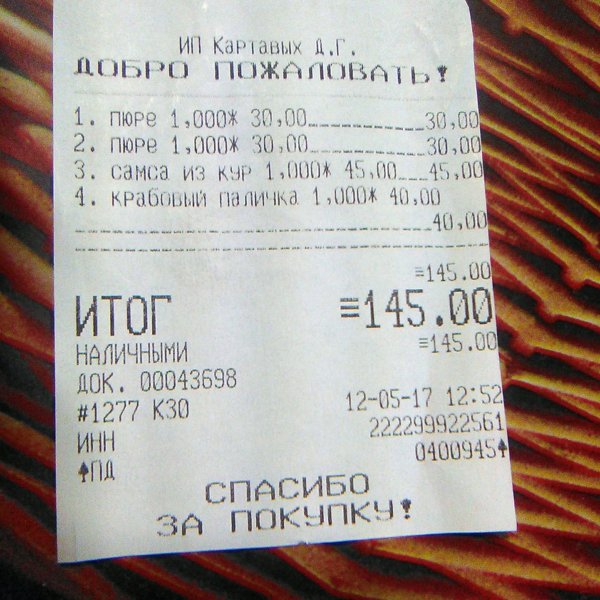 ИП Картавых Д.Г.
ДОБРО ПОЖАЛОВАТЬ!
1. пюре 1,000* 30,00 30,00
2. пюре 1,000* 30,00 30,00
3. самса из кур 1,000* 45,00 45,00
4. крабовый паличка 1,000* 40,00
40,00
≡145.00
ИТОГ ≡145.00
НАЛИЧНЫМИ ≡145.00
ДОК. 00043698
#1277 К30 12-05-17 12:52
ИНН 222299922561
ПД 0400945
СПАСИБО
ЗА ПОКУПКУ!